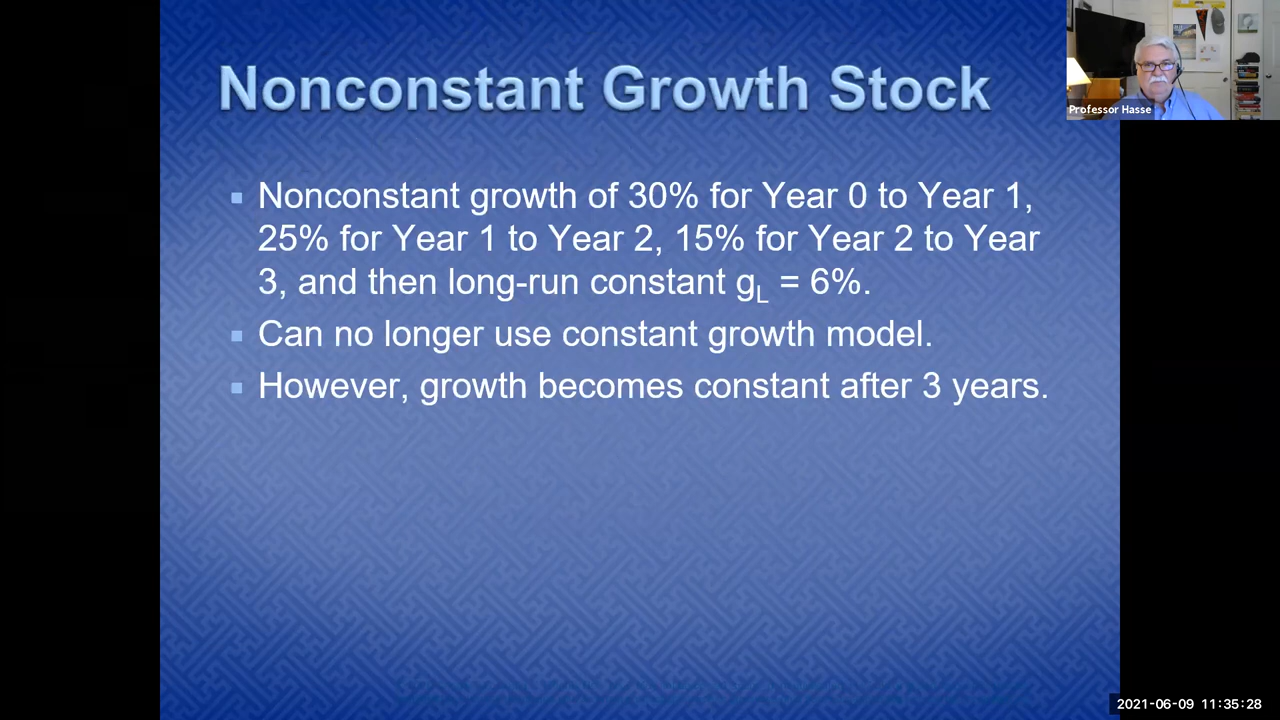 Nonconstant Growth Stock
Professor Hasse
Nonconstant growth of 30% for Year 0 to Year 1,
25% for Year 1 to Year 2, 15% for Year 2 to Year
3, and then long-run constant gL = 6%.
Can no longer use constant growth model.
However, growth becomes constant after 3 years.
2021-06-09 11:35:28